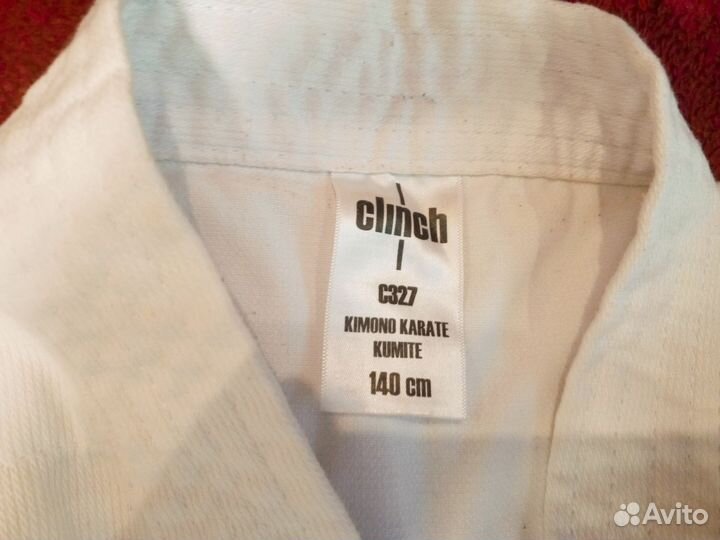 clinch
C327
KIMONO KARATE
KUMITE
140 cm
Avito